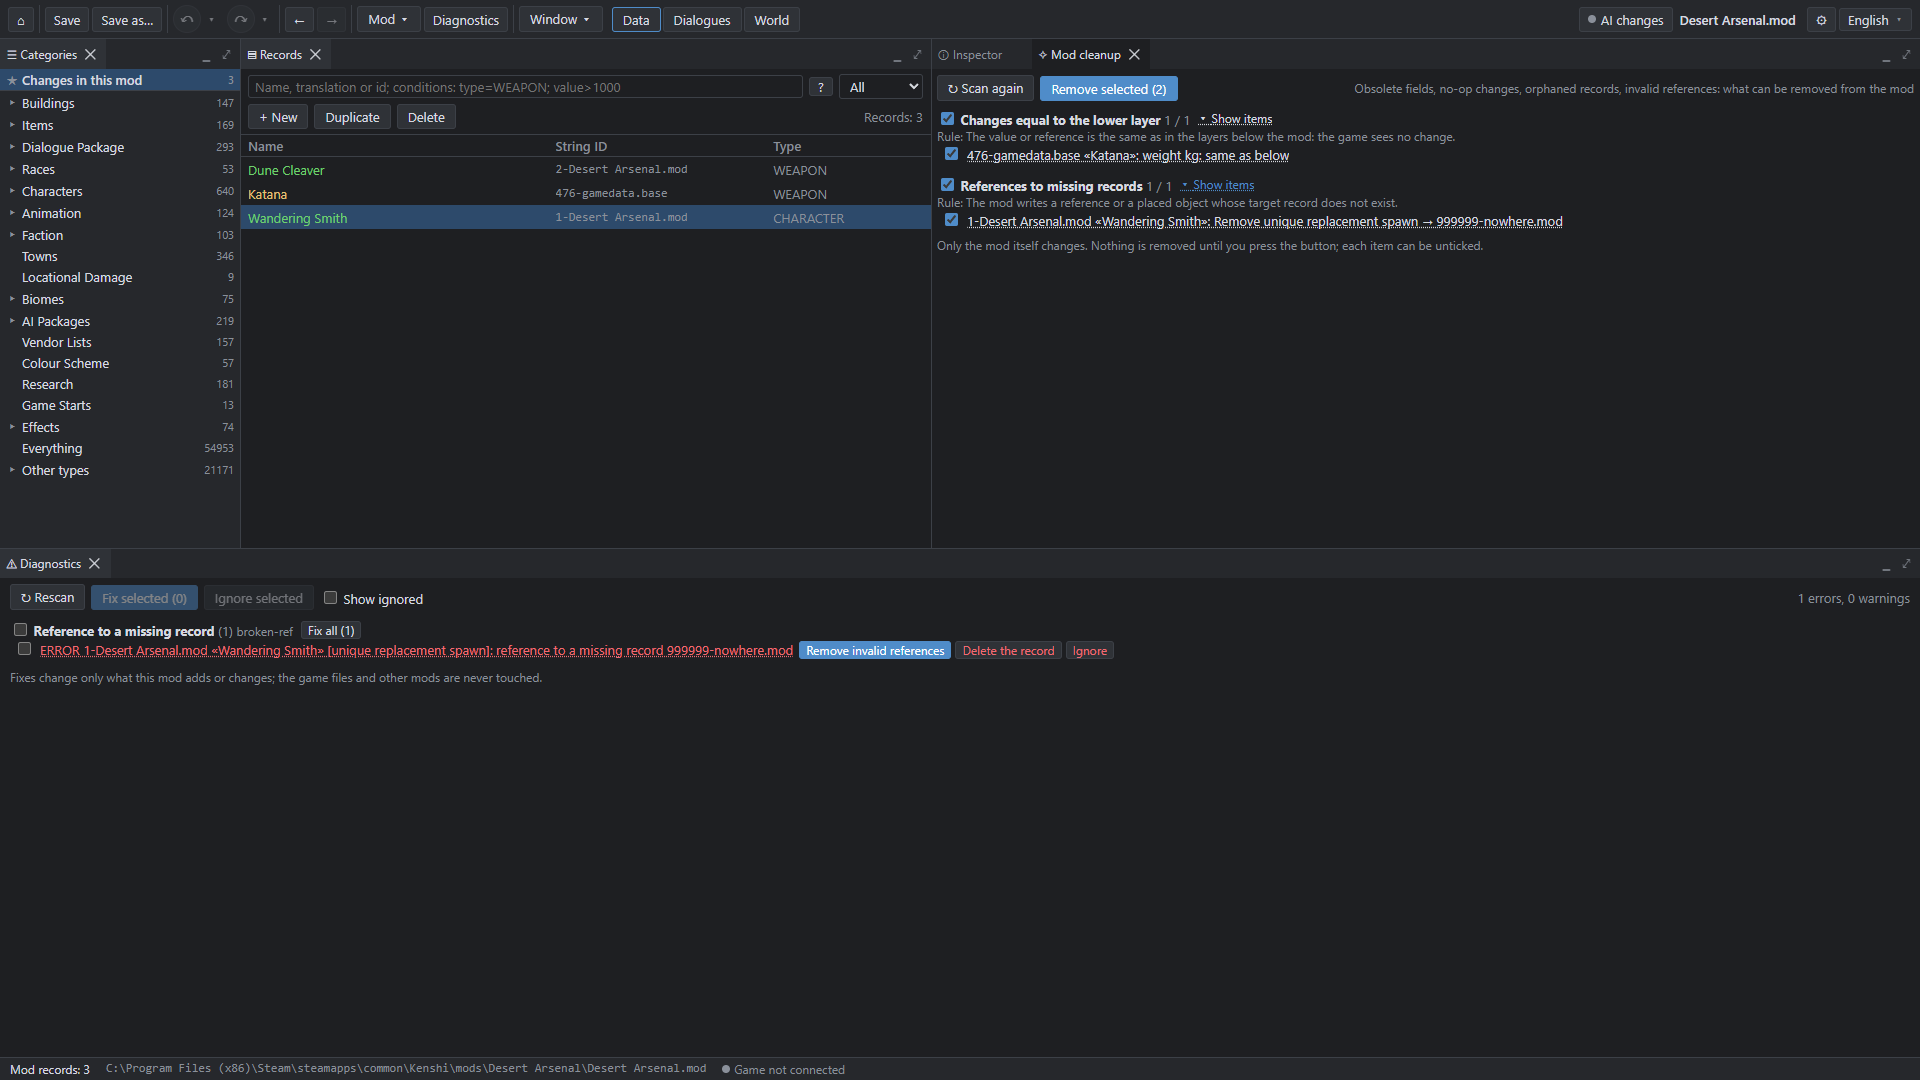 Save
Save as...
Mod
Diagnostics
Window
Data
Dialogues
World
AI changes
Desert Arsenal.mod
English
Categories
Changes in this mod 3
Buildings 147
Items 169
Dialogue Package 293
Races 53
Characters 640
Animation 124
Faction 103
Towns 346
Locational Damage 9
Biomes 75
AI Packages 219
Vendor Lists 157
Colour Scheme 57
Research 181
Game Starts 13
Effects 74
Everything 54953
Other types 21171
Records
Name, translation or id; conditions: type=WEAPON; value>1000
?
All
+ New
Duplicate
Delete
Records: 3
Name String ID Type
Dune Cleaver 2-Desert Arsenal.mod WEAPON
Katana 476-gamedata.base WEAPON
Wandering Smith 1-Desert Arsenal.mod CHARACTER
Inspector
Mod cleanup
Scan again
Remove selected (2)
Obsolete fields, no-op changes, orphaned records, invalid references: what can be removed from the mod
Changes equal to the lower layer 1 / 1 Show items
Rule: The value or reference is the same as in the layers below the mod: the game sees no change.
476-gamedata.base «Katana»: weight kg: same as below
References to missing records 1 / 1 Show items
Rule: The mod writes a reference or a placed object whose target record does not exist.
1-Desert Arsenal.mod «Wandering Smith»: Remove unique replacement spawn → 999999-nowhere.mod
Only the mod itself changes. Nothing is removed until you press the button; each item can be unticked.
Diagnostics
Rescan
Fix selected (0)
Ignore selected
Show ignored
1 errors, 0 warnings
Reference to a missing record (1) broken-ref Fix all (1)
ERROR 1-Desert Arsenal.mod «Wandering Smith» [unique replacement spawn]: reference to a missing record 999999-nowhere.mod
Remove invalid references
Delete the record
Ignore
Fixes change only what this mod adds or changes; the game files and other mods are never touched.
Mod records: 3
C:\Program Files (x86)\Steam\steamapps\common\Kenshi\mods\Desert Arsenal\Desert Arsenal.mod
Game not connected